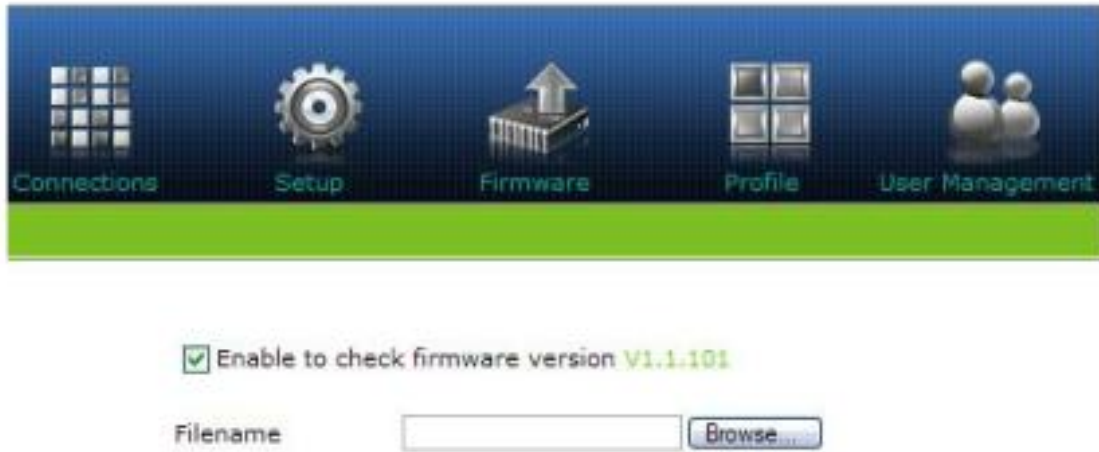 Connections Setup Firmware Profile User Management
Enable to check firmware version V1.1.101
Filename Browse...